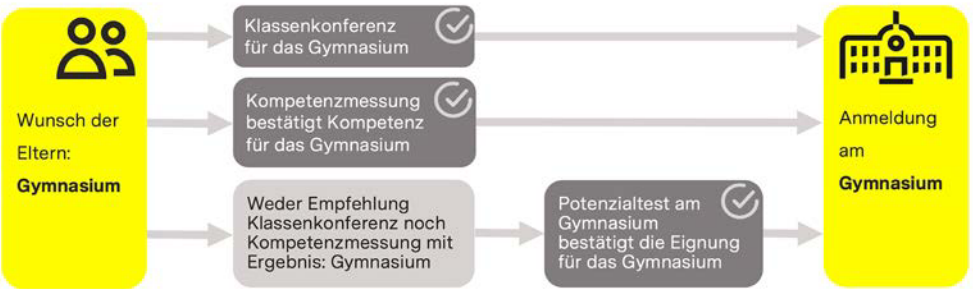 Wunsch der
Eltern:
Gymnasium
Klassenkonferenz
für das Gymnasium
Kompetenzmessung
bestätigt Kompetenz
für das Gymnasium
Weder Empfehlung
Klassenkonferenz noch
Kompetenzmessung mit
Ergebnis: Gymnasium
Potenzialtest am
Gymnasium
bestätigt die Eignung
für das Gymnasium
Anmeldung
am
Gymnasium